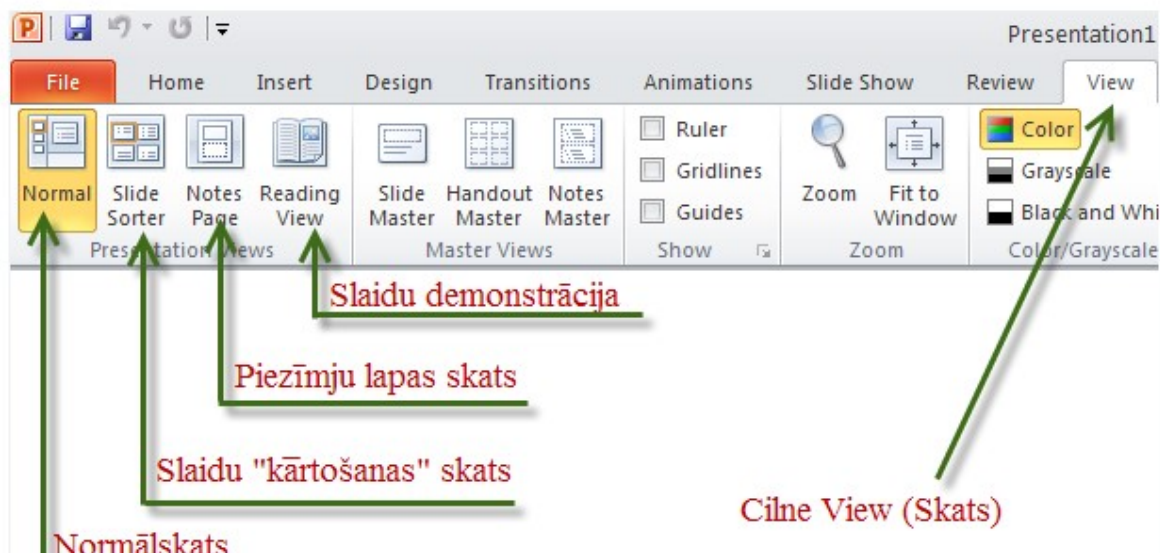 Presentation1
File Home Insert Design Transitions Animations Slide Show Review View
Normal Slide Sorter Notes Page Reading View
Presentation Views
Slide Master Handout Master Notes Master
Master Views
Ruler
Gridlines
Guides
Show
Zoom Fit to Window
Zoom
Color
Grayscale
Black and Whi
Color/Grayscale
Slaidu demonstrācija
Piezīmju lapas skats
Slaidu "kārtošanas" skats
Cilne View (Skats)
Normālskats